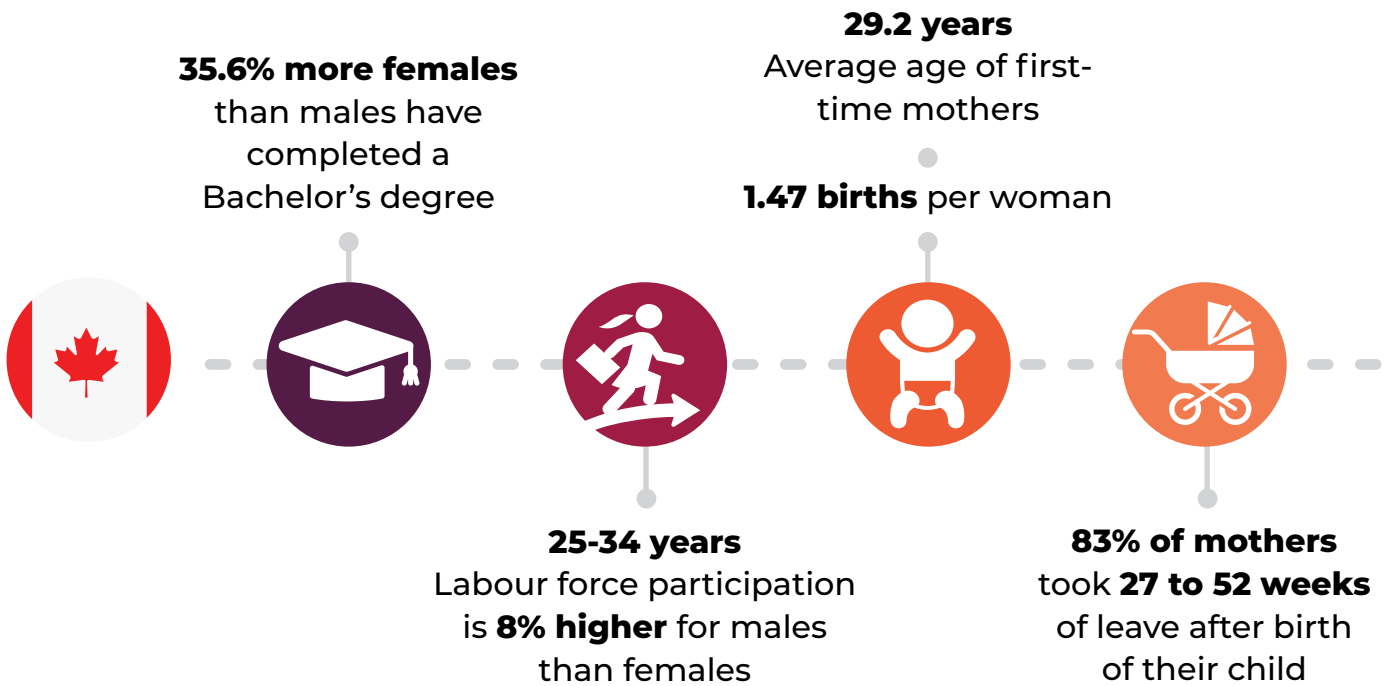 35.6% more females
than males have
completed a
Bachelor’s degree
25-34 years
Labour force participation
is 8% higher for males
than females
29.2 years
Average age of first-
time mothers
1.47 births per woman
83% of mothers
took 27 to 52 weeks
of leave after birth
of their child